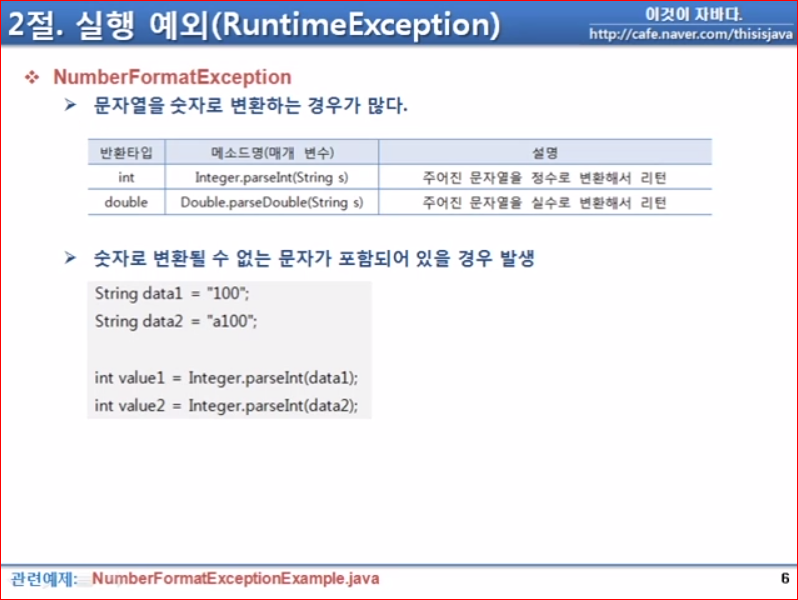 2절. 실행 예외(RuntimeException)
이것이 자바다.
http://cafe.naver.com/thisisjava
NumberFormatException
문자열을 숫자로 변환하는 경우가 많다.
반환타입 메소드명(매개 변수) 설명
int Integer.parseInt(String s) 주어진 문자열을 정수로 변환해서 리턴
double Double.parseDouble(String s) 주어진 문자열을 실수로 변환해서 리턴
숫자로 변환될 수 없는 문자가 포함되어 있을 경우 발생
String data1 = "100";
String data2 = "a100";
int value1 = Integer.parseInt(data1);
int value2 = Integer.parseInt(data2);
관련예제: NumberFormatExceptionExample.java
6